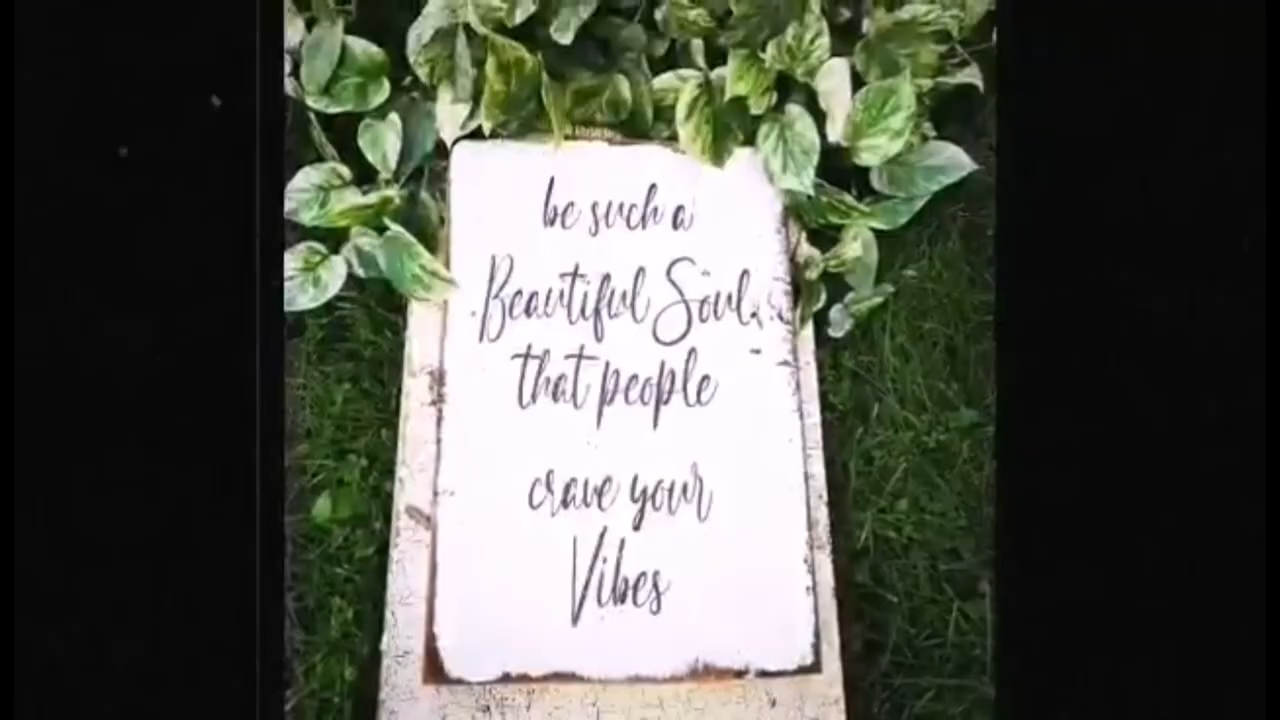 be such a
Beautiful Soul
that people
crave your
Vibes